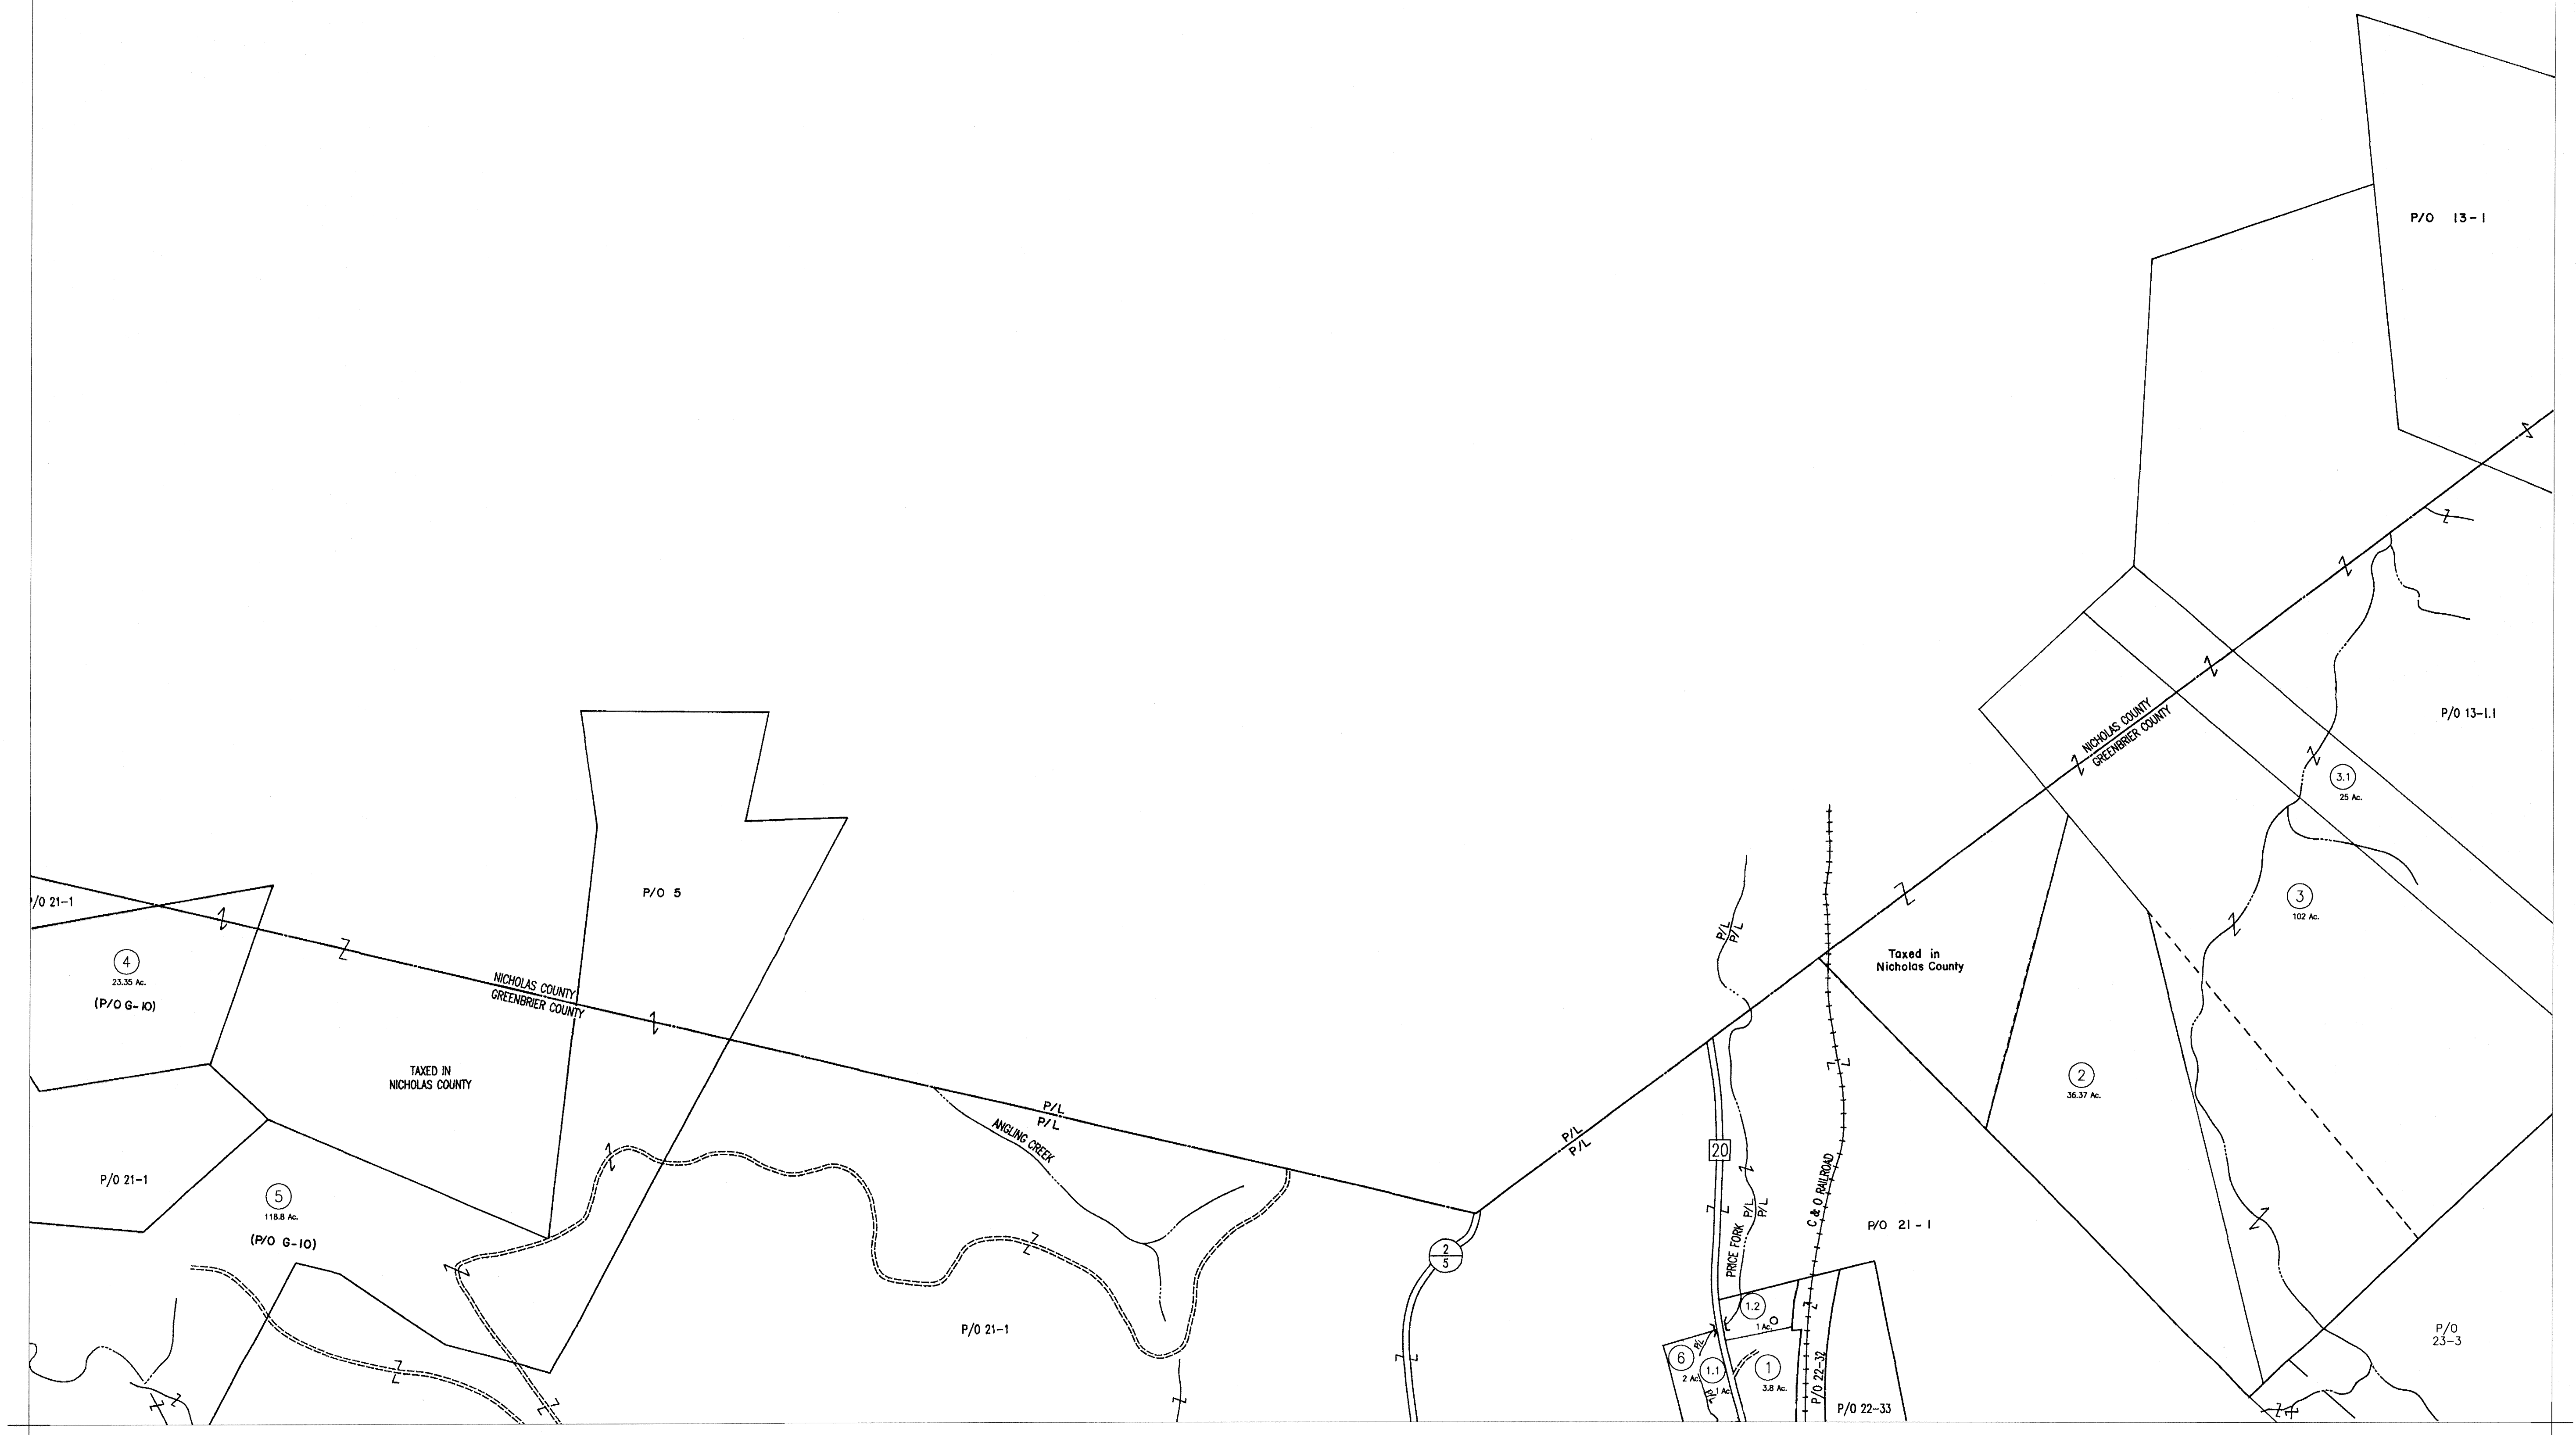 P/O 13-1
P/O 13-1.1
NICHOLAS COUNTY
GREENBRIER COUNTY
3.1
25 Ac.
P/O 5
3
102 Ac.
P/O 21-1
4
23.35 Ac.
(P/O G-10)
NICHOLAS COUNTY
GREENBRIER COUNTY
P/L
P/L
Taxed in
Nicholas County
TAXED IN
NICHOLAS COUNTY
2
36.37 Ac.
P/L
P/L
ANGLING CREEK
P/L
P/L
20
P/O 21-1
5
118.8 Ac.
(P/O G-10)
C & O RAILROAD
PRICE FORK
P/L
P/L
P/O 21-1
2
5
P/O 21-1
1.2
1 Ac.
P/O
23-3
6
2 Ac.
P/L
1.1
1 Ac.
P/L
1
3.8 Ac.
P/O 22-32
P/O 22-33